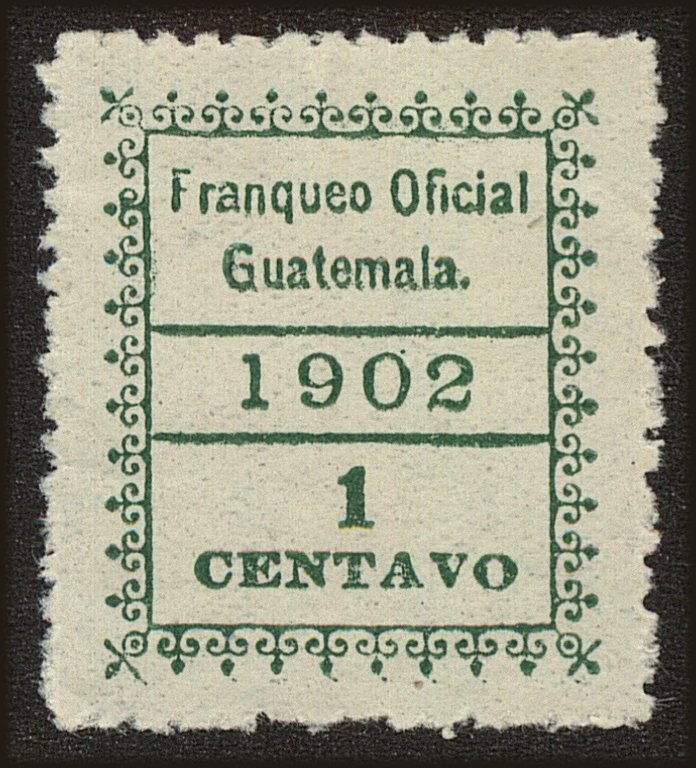 Franqueo Oficial
Guatemala.
1902
1
CENTAVO